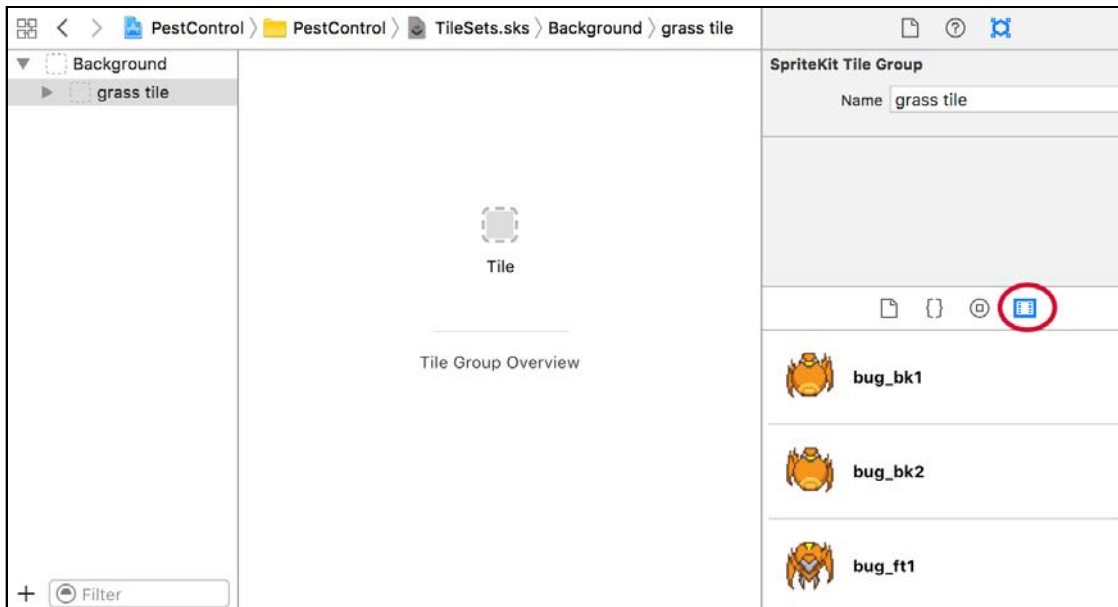 PestControl 〉 PestControl 〉 TileSets.sks 〉 Background 〉 grass tile
Background
grass tile
Tile
Tile Group Overview
Filter
SpriteKit Tile Group
Name grass tile
{}
bug_bk1
bug_bk2
bug_ft1